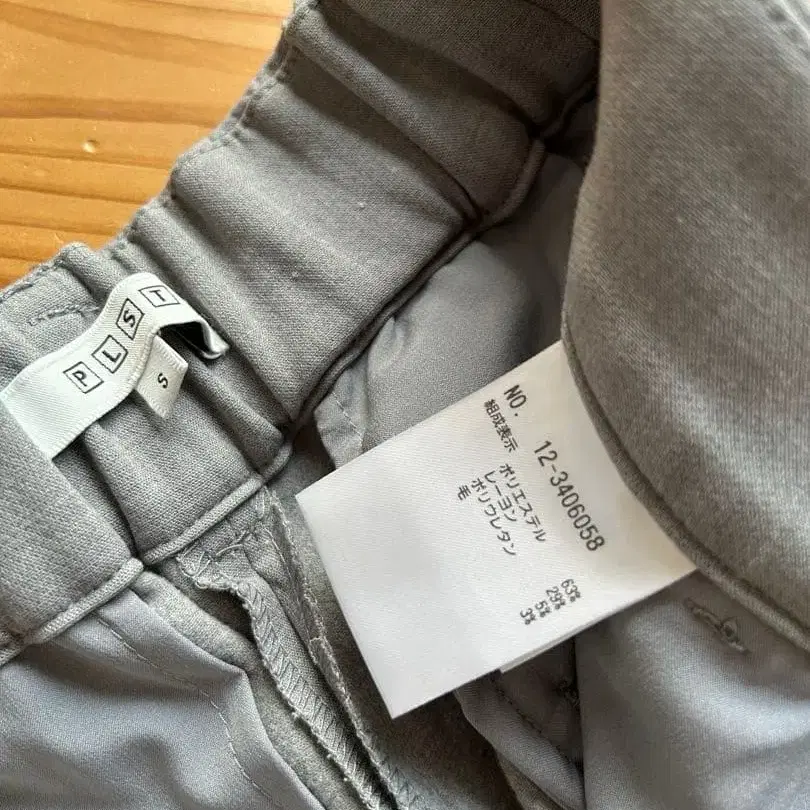 PLST
S
NO. 12-3406058
組成表示
ポリエステル 63%
レーヨン 29%
ポリウレタン 5%
毛 3%